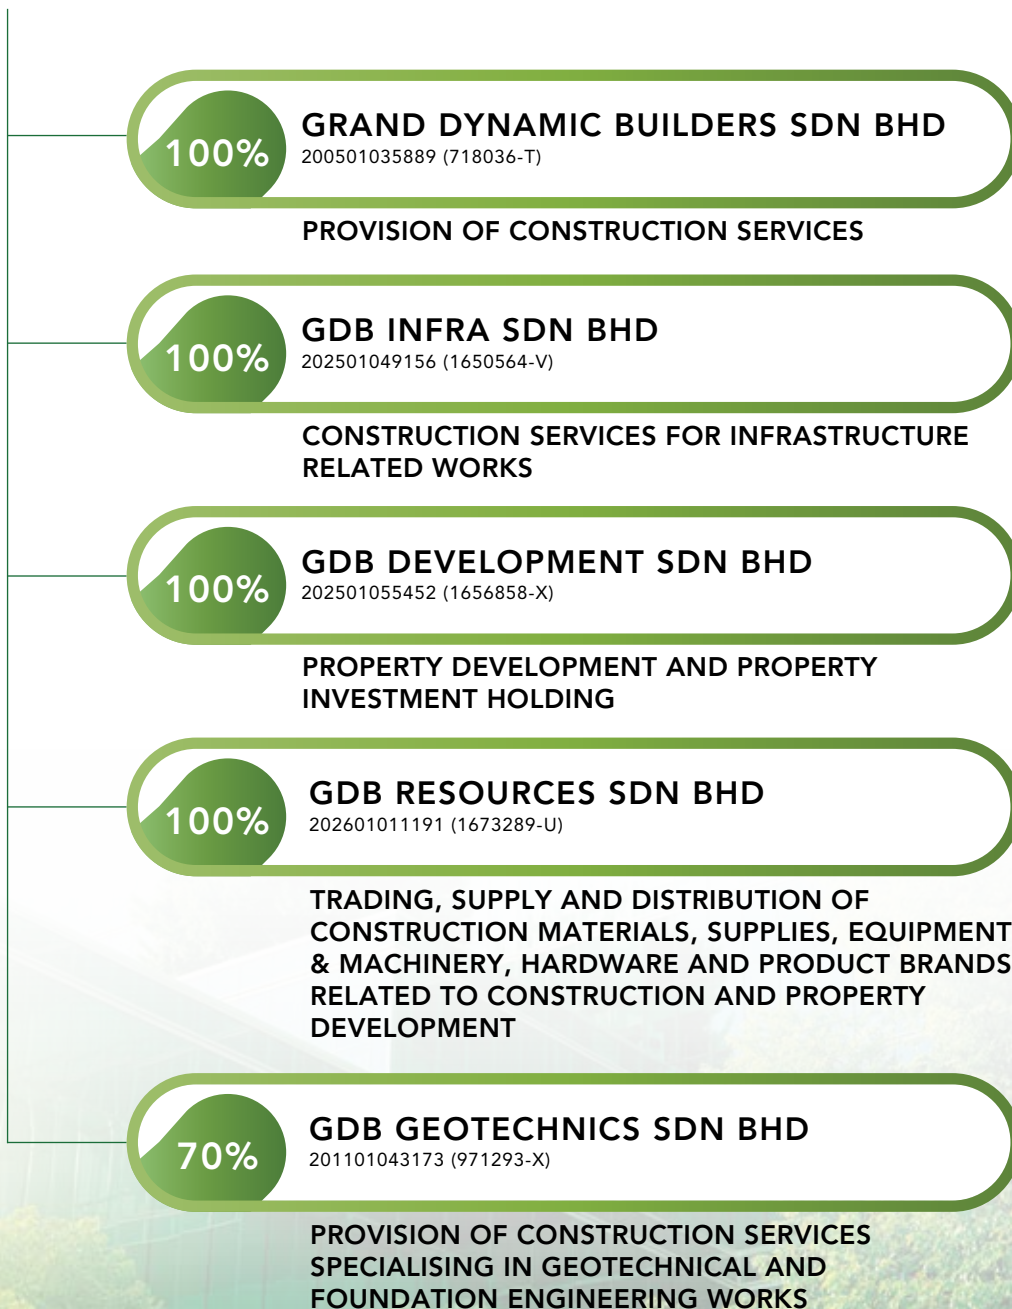 100%
GRAND DYNAMIC BUILDERS SDN BHD
200501035889 (718036-T)
PROVISION OF CONSTRUCTION SERVICES
100%
GDB INFRA SDN BHD
202501049156 (1650564-V)
CONSTRUCTION SERVICES FOR INFRASTRUCTURE
RELATED WORKS
100%
GDB DEVELOPMENT SDN BHD
202501055452 (1656858-X)
PROPERTY DEVELOPMENT AND PROPERTY
INVESTMENT HOLDING
100%
GDB RESOURCES SDN BHD
202601011191 (1673289-U)
TRADING, SUPPLY AND DISTRIBUTION OF
CONSTRUCTION MATERIALS, SUPPLIES, EQUIPMENT
& MACHINERY, HARDWARE AND PRODUCT BRANDS
RELATED TO CONSTRUCTION AND PROPERTY
DEVELOPMENT
70%
GDB GEOTECHNICS SDN BHD
201101043173 (971293-X)
PROVISION OF CONSTRUCTION SERVICES
SPECIALISING IN GEOTECHNICAL AND
FOUNDATION ENGINEERING WORKS